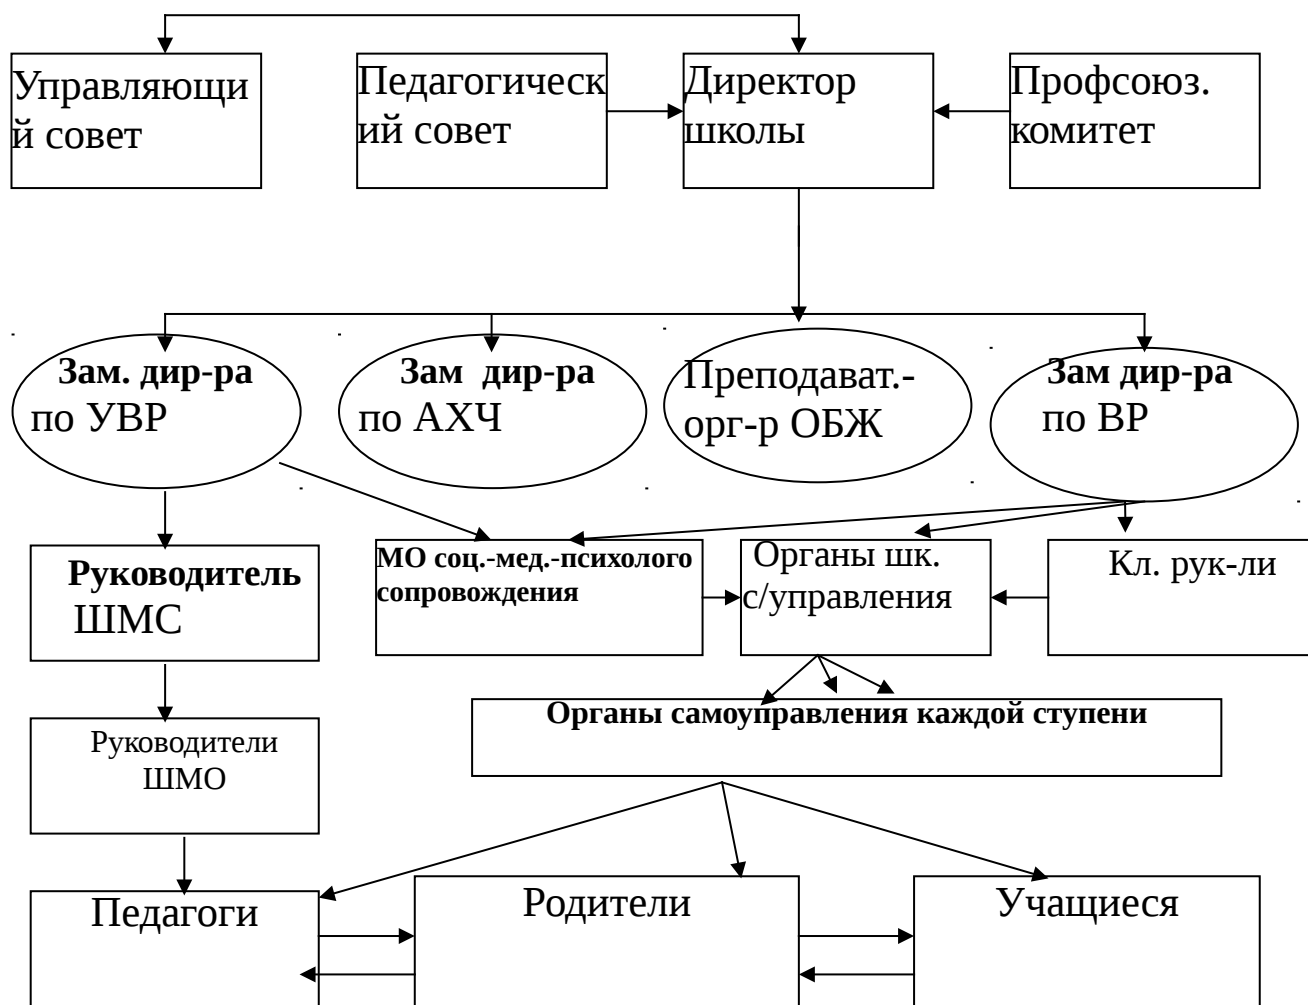 Управляющи
й совет
Педагогическ
ий совет
Директор
школы
Профсоюз.
комитет
Зам. дир-ра
по УВР
Зам дир-ра
по АХЧ
Преподават.-
орг-р ОБЖ
Зам дир-ра
по ВР
Руководитель
ШМС
МО соц.-мед.-психолого
сопровождения
Органы шк.
с/управления
Кл. рук-ли
Органы самоуправления каждой ступени
Руководители
ШМО
Педагоги
Родители
Учащиеся